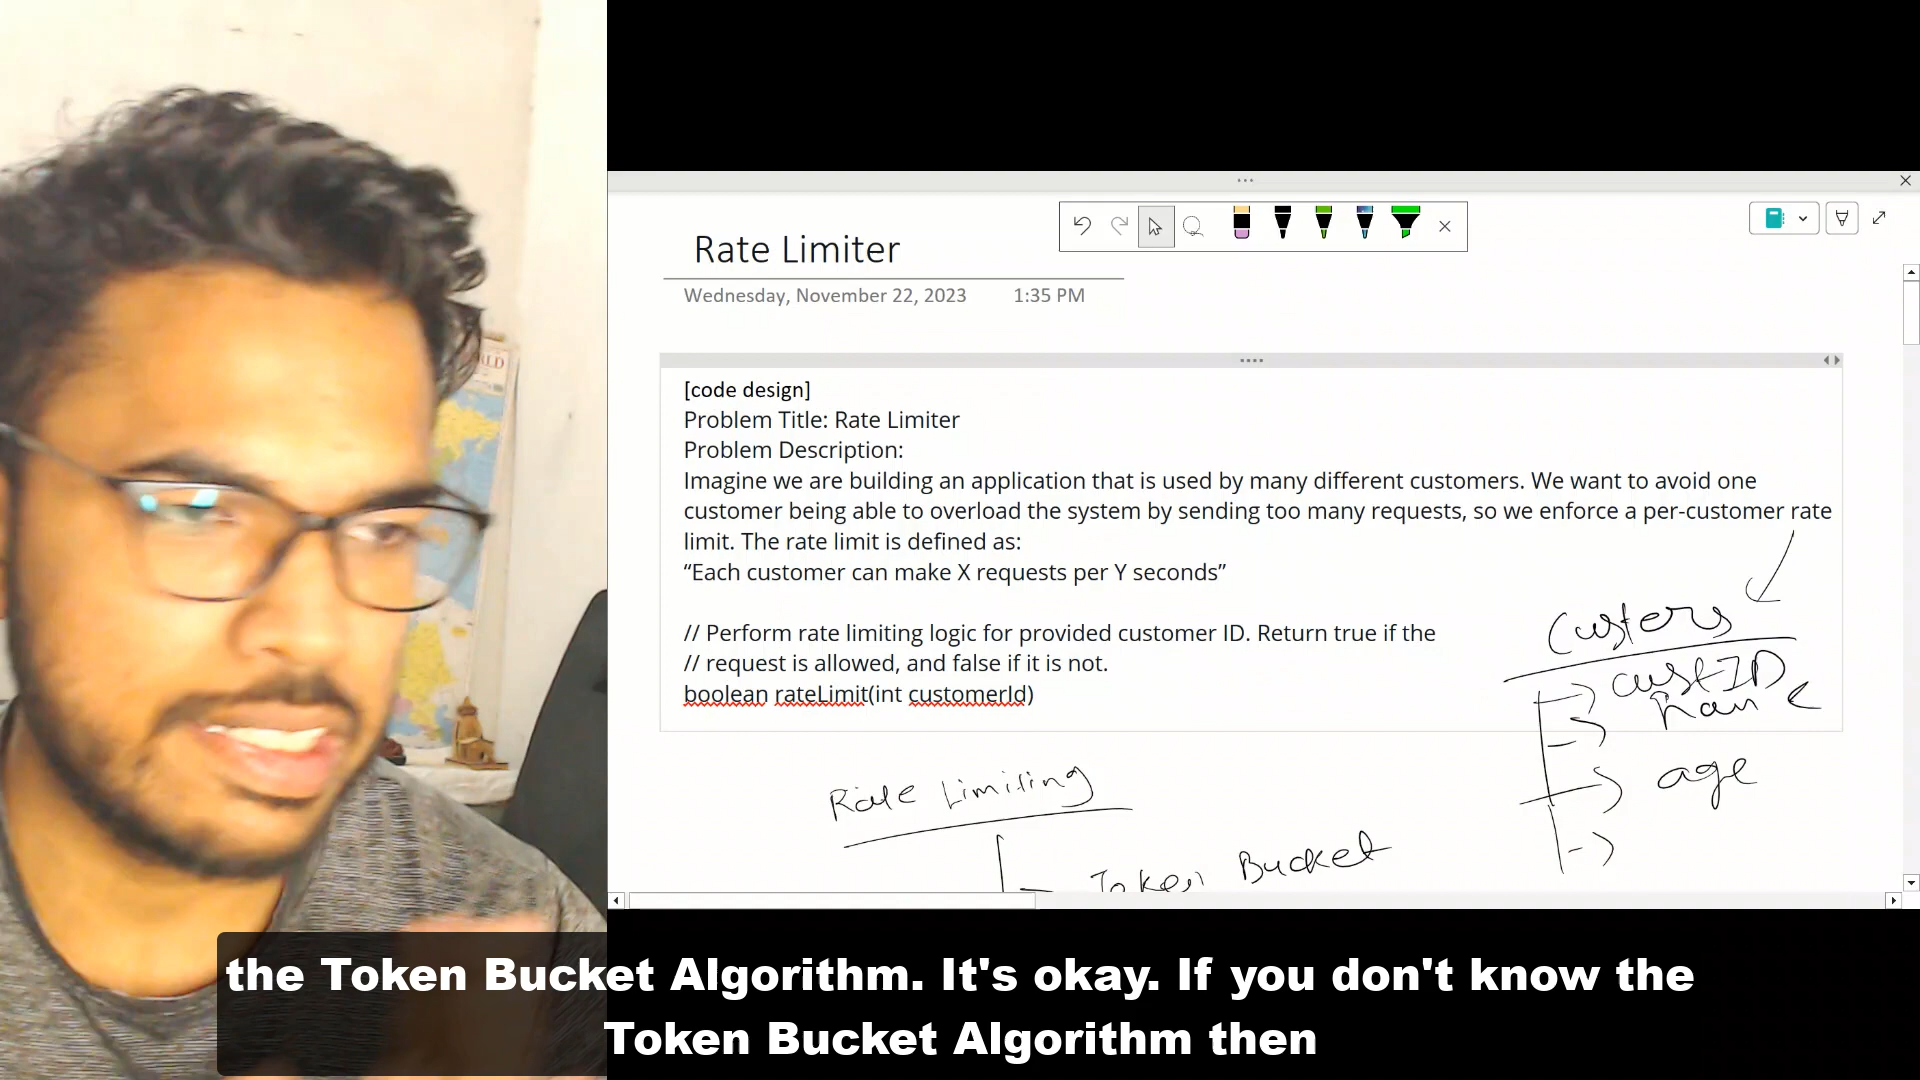 Rate Limiter
Wednesday, November 22, 2023 1:35 PM
[code design]
Problem Title: Rate Limiter
Problem Description:
Imagine we are building an application that is used by many different customers. We want to avoid one
customer being able to overload the system by sending too many requests, so we enforce a per-customer rate
limit. The rate limit is defined as:
“Each customer can make X requests per Y seconds”
// Perform rate limiting logic for provided customer ID. Return true if the
// request is allowed, and false if it is not.
boolean rateLimit(int customerId)
Custers
custID
name
age
Rate Limiting
Token Bucket
the Token Bucket Algorithm. It's okay. If you don't know the
Token Bucket Algorithm then